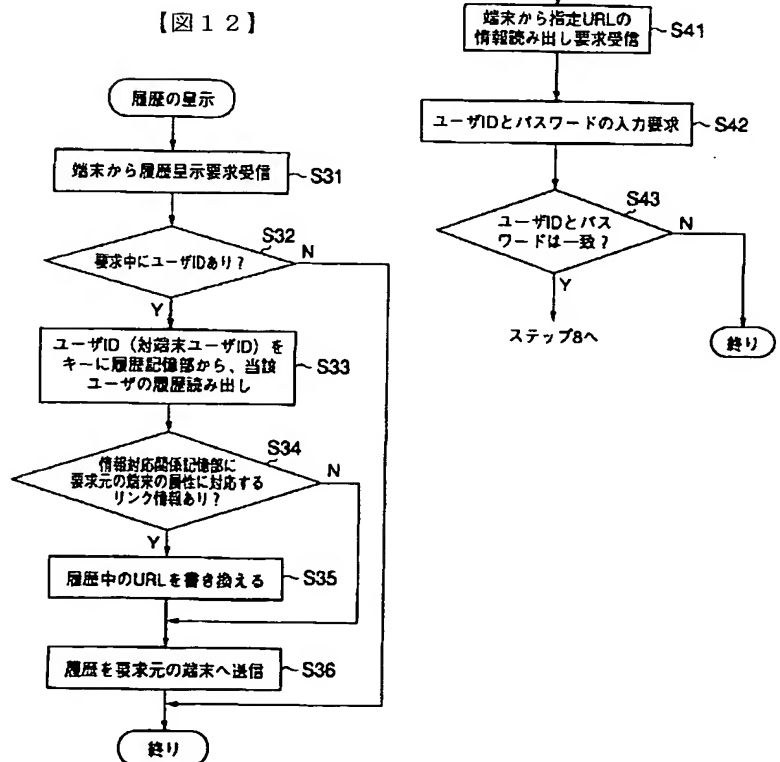 【図12】
履歴の呈示
端末から履歴呈示要求受信
S31
S32
要求中にユーザIDあり?
N
Y
ユーザID(対端末ユーザID)を
キーに履歴記憶部から、当該
ユーザの履歴読み出し
S33
S34
情報対応関係記憶部に
要求元の端末の属性に対応する
リンク情報あり?
N
Y
履歴中のURLを書き換える
S35
履歴を要求元の端末へ送信
S36
終り
端末から指定URLの
情報読み出し要求受信
S41
ユーザIDとパスワードの入力要求
S42
S43
ユーザIDとパス
ワードは一致?
N
Y
ステップ8へ
終り